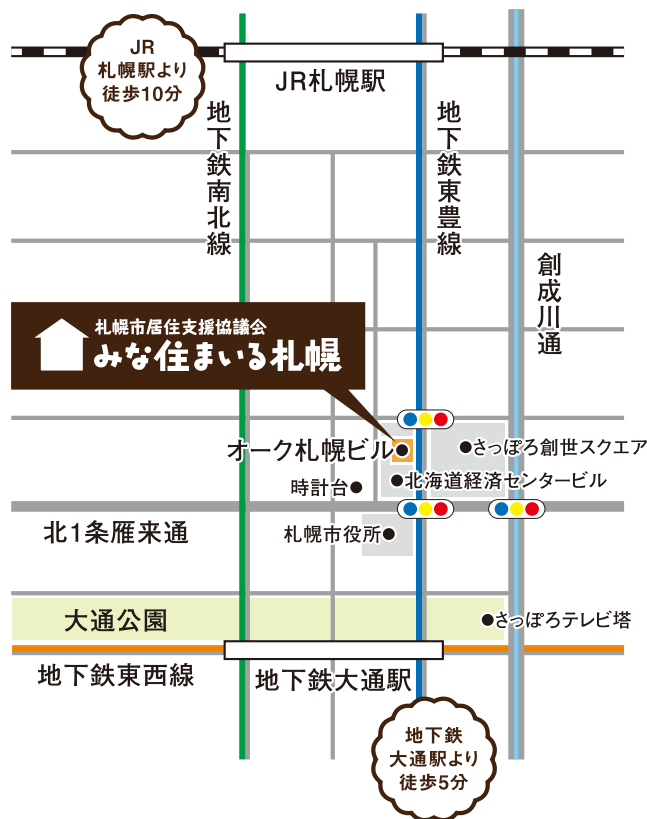 JR
札幌駅より
徒歩10分
JR札幌駅
地下鉄南北線
地下鉄東豊線
創成川通
札幌市居住支援協議会
みな住まいる札幌
オーク札幌ビル
さっぽろ創世スクエア
北海道経済センタービル
時計台
北1条雁来通
札幌市役所
大通公園
さっぽろテレビ塔
地下鉄東西線
地下鉄大通駅
地下鉄
大通駅より
徒歩5分